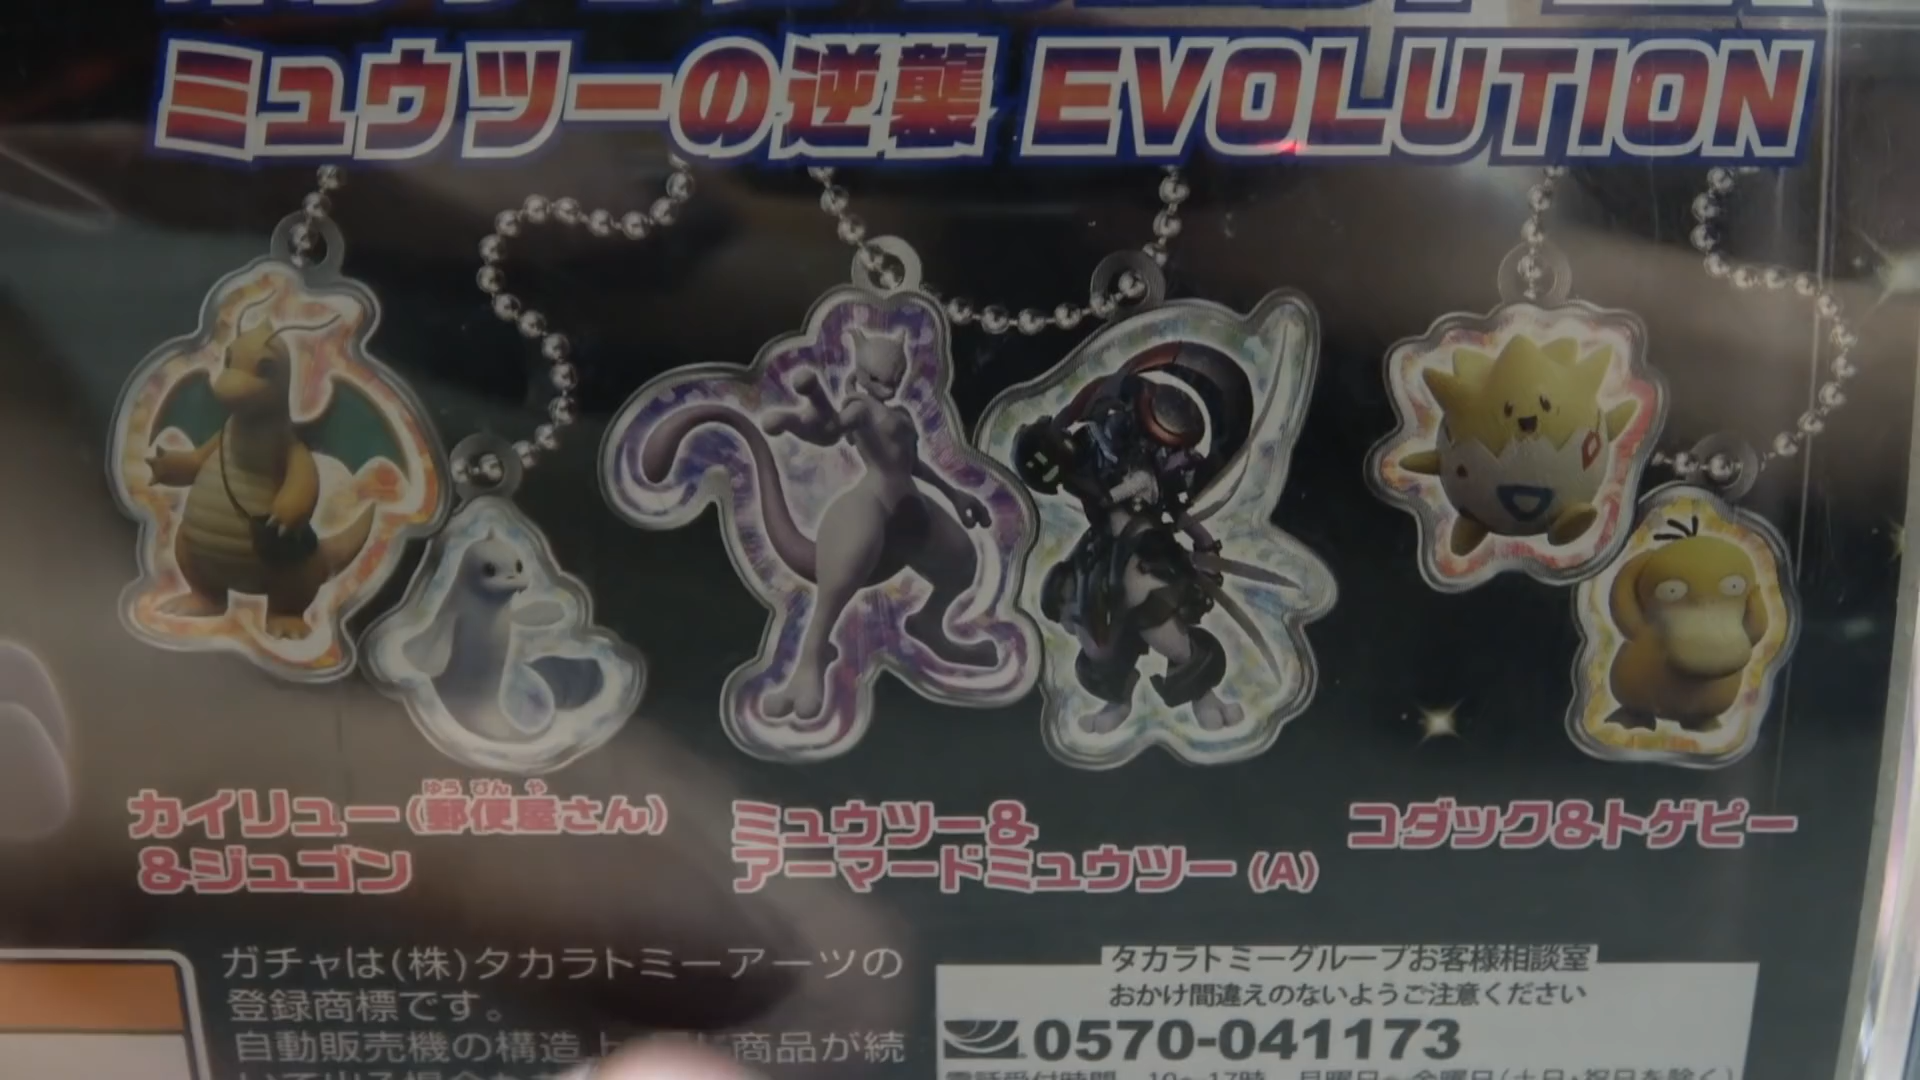 ミュウツーの逆襲 EVOLUTION
カイリュー(郵便屋さん)
ゆうびんや
&ジュゴン
ミュウツー&
アーマードミュウツー(A)
コダック&トゲピー
ガチャは(株)タカラトミーアーツの
登録商標です。
自動販売機の構造上 商品が続
タカラトミーグループお客様相談室
おかけ間違えのないようご注意ください
0570-041173